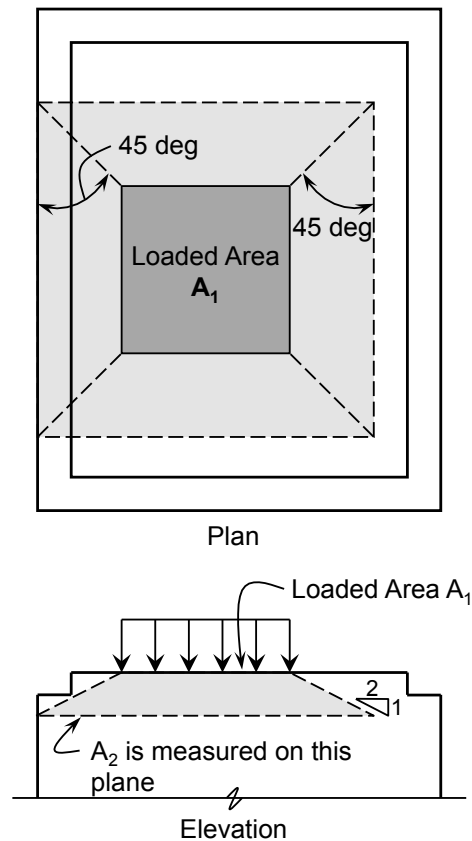 45 deg
45 deg
Loaded Area
A₁
Plan
Loaded Area A₁
2
1
A₂ is measured on this
plane
Elevation